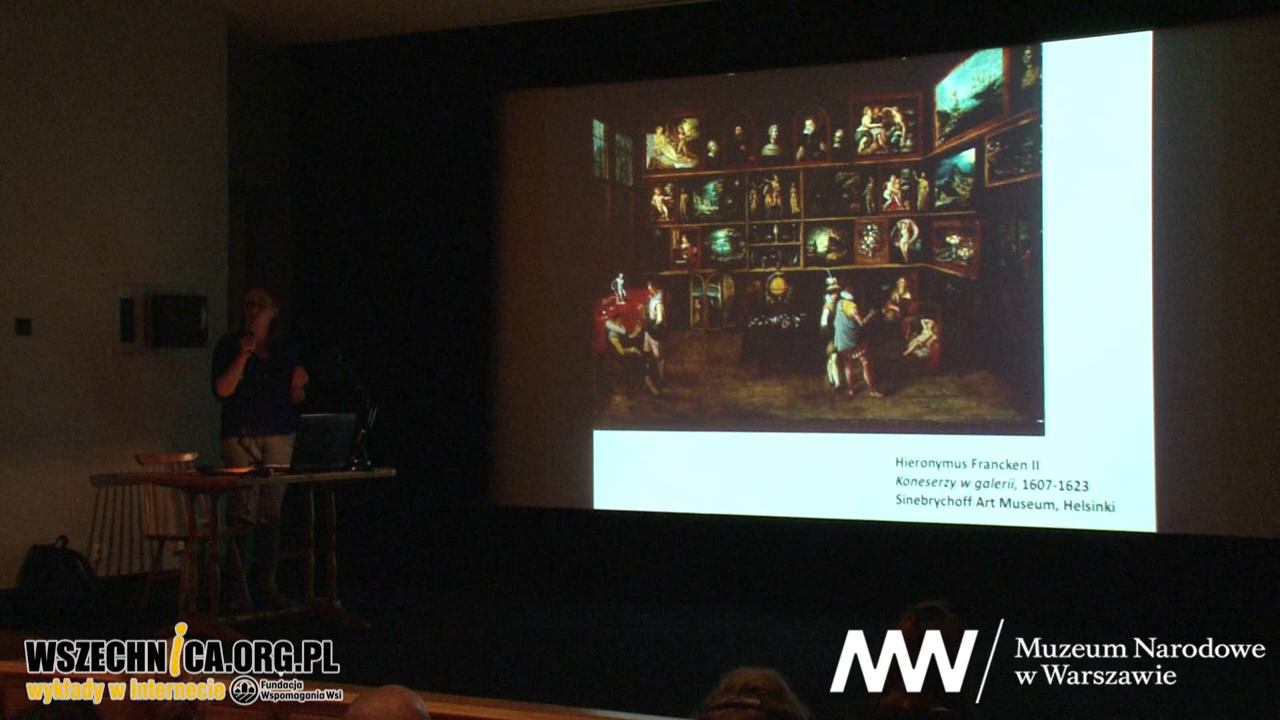 Hieronymus Francken II
Koneserzy w galerii, 1607-1623
Sinebrychoff Art Museum, Helsinki
WSZECHNICA.ORG.PL
wykłady w internecie
Fundacja
Wspomagania Wsi
MW
Muzeum Narodowe
w Warszawie